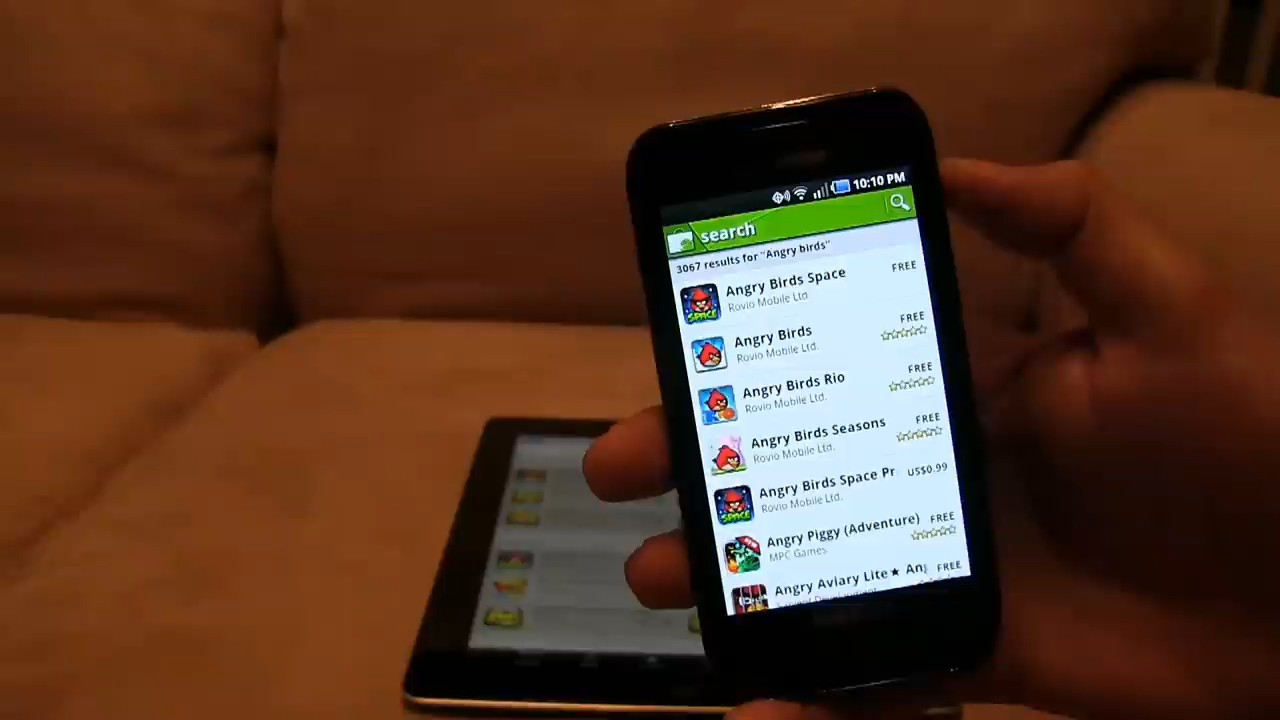 10:10 PM
search
3067 results for "Angry birds"
Angry Birds Space FREE
SPACE Rovio Mobile Ltd.
Angry Birds FREE
Rovio Mobile Ltd.
Angry Birds Rio FREE
Rovio Mobile Ltd.
Angry Birds Seasons FREE
Rovio Mobile Ltd.
Angry Birds Space Pr US$0.99
SPACE Rovio Mobile Ltd.
Angry Piggy (Adventure) FREE
MPC Games
Angry Aviary Lite ★ An FREE